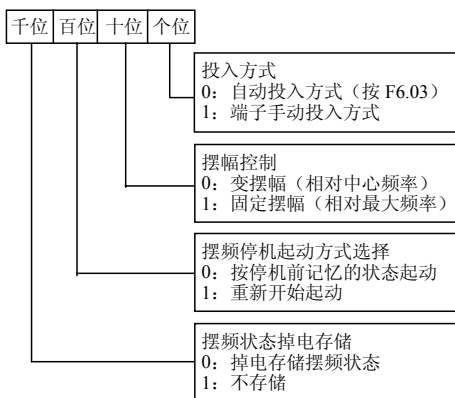 千位 百位 十位 个位
投入方式
0：自动投入方式（按 F6.03）
1：端子手动投入方式
摆幅控制
0：变摆幅（相对中心频率）
1：固定摆幅（相对最大频率）
摆频停机起动方式选择
0：按停机前记忆的状态起动
1：重新开始起动
摆频状态掉电存储
0：掉电存储摆频状态
1：不存储